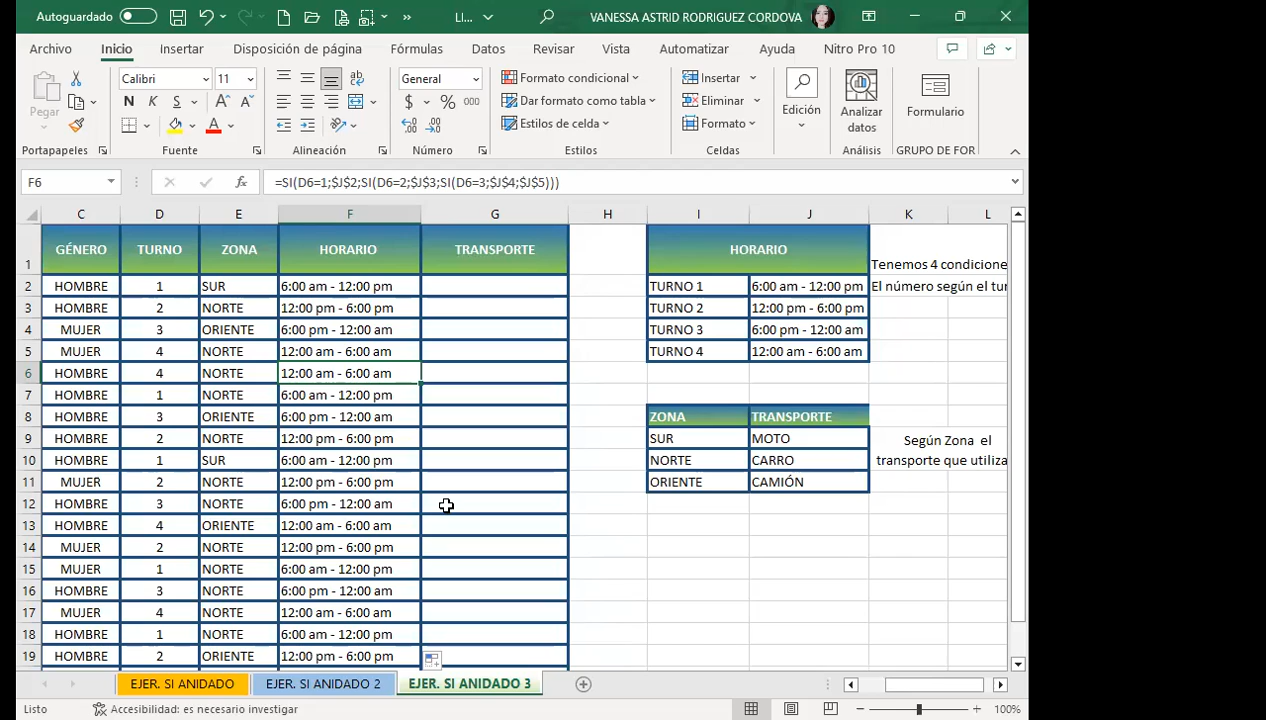 Autoguardado
LI...
VANESSA ASTRID RODRIGUEZ CORDOVA
Archivo Inicio Insertar Disposición de página Fórmulas Datos Revisar Vista Automatizar Ayuda Nitro Pro 10
Pegar
Calibri 11
N K S
General
$ % 000
Formato condicional
Dar formato como tabla
Estilos de celda
Insertar
Eliminar
Formato
Edición
Analizar datos
Formulario
Portapapeles Fuente Alineación Número Estilos Celdas Análisis GRUPO DE FOR
F6 fx =SI(D6=1;$J$2;SI(D6=2;$J$3;SI(D6=3;$J$4;$J$5)))
C D E F G H I J K L
1 GÉNERO TURNO ZONA HORARIO TRANSPORTE HORARIO Tenemos 4 condicione
2 HOMBRE 1 SUR 6:00 am - 12:00 pm TURNO 1 6:00 am - 12:00 pm El número según el tur
3 HOMBRE 2 NORTE 12:00 pm - 6:00 pm TURNO 2 12:00 pm - 6:00 pm
4 MUJER 3 ORIENTE 6:00 pm - 12:00 am TURNO 3 6:00 pm - 12:00 am
5 MUJER 4 NORTE 12:00 am - 6:00 am TURNO 4 12:00 am - 6:00 am
6 HOMBRE 4 NORTE 12:00 am - 6:00 am
7 HOMBRE 1 NORTE 6:00 am - 12:00 pm
8 HOMBRE 3 ORIENTE 6:00 pm - 12:00 am ZONA TRANSPORTE
9 HOMBRE 2 NORTE 12:00 pm - 6:00 pm SUR MOTO Según Zona el
10 HOMBRE 1 SUR 6:00 am - 12:00 pm NORTE CARRO transporte que utiliza
11 MUJER 2 NORTE 12:00 pm - 6:00 pm ORIENTE CAMIÓN
12 HOMBRE 3 NORTE 6:00 pm - 12:00 am
13 HOMBRE 4 ORIENTE 12:00 am - 6:00 am
14 MUJER 2 NORTE 12:00 pm - 6:00 pm
15 MUJER 1 NORTE 6:00 am - 12:00 pm
16 HOMBRE 3 NORTE 6:00 pm - 12:00 am
17 MUJER 4 NORTE 12:00 am - 6:00 am
18 HOMBRE 1 NORTE 6:00 am - 12:00 pm
19 HOMBRE 2 ORIENTE 12:00 pm - 6:00 pm
EJER. SI ANIDADO EJER. SI ANIDADO 2 EJER. SI ANIDADO 3
Listo Accesibilidad: es necesario investigar 100%